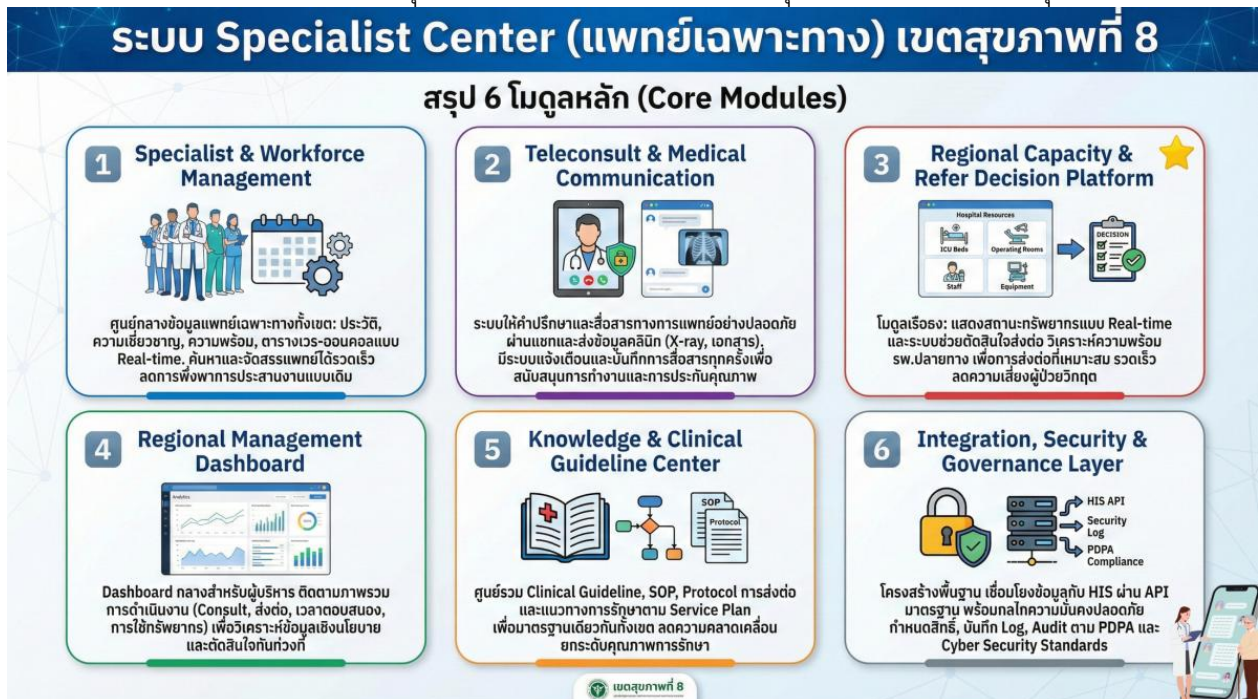 ระบบ Specialist Center (แพทย์เฉพาะทาง) เขตสุขภาพที่ 8
สรุป 6 โมดูลหลัก (Core Modules)
1
Specialist & Workforce
Management
ศูนย์กลางข้อมูลแพทย์เฉพาะทางทั้งเขต: ประวัติ,
ความเชี่ยวชาญ, ความพร้อม, ตารางเวร-ออนคอลแบบ
Real-time. ค้นหาและจัดสรรแพทย์ได้รวดเร็ว
ลดการพึ่งพาการประสานงานแบบเดิม
2
Teleconsult & Medical
Communication
ระบบให้คำปรึกษาและสื่อสารทางการแพทย์อย่างปลอดภัย
ผ่านแชทและส่งข้อมูลคลินิก (X-ray, เอกสาร).
มีระบบแจ้งเตือนและบันทึกการสื่อสารทุกครั้งเพื่อ
สนับสนุนการทำงานและการประกันคุณภาพ
3
Regional Capacity &
Refer Decision Platform
Hospital Resources
ICU Beds
Operating Rooms
Staff
Equipment
DECISION
โมดูลเรือธง: แสดงสถานะทรัพยากรแบบ Real-time
และระบบช่วยตัดสินใจส่งต่อ วิเคราะห์ความพร้อม
รพ.ปลายทาง เพื่อการส่งต่อที่เหมาะสม รวดเร็ว
ลดความเสี่ยงผู้ป่วยวิกฤต
4
Regional Management
Dashboard
Analytics
Dashboard กลางสำหรับผู้บริหาร ติดตามภาพรวม
การดำเนินงาน (Consult, ส่งต่อ, เวลาตอบสนอง,
การใช้ทรัพยากร) เพื่อวิเคราะห์ข้อมูลเชิงนโยบาย
และตัดสินใจทันท่วงที
5
Knowledge & Clinical
Guideline Center
SOP
Protocol
ศูนย์รวม Clinical Guideline, SOP, Protocol การส่งต่อ
และแนวทางการรักษาตาม Service Plan
เพื่อมาตรฐานเดียวกันทั้งเขต ลดความคลาดเคลื่อน
ยกระดับคุณภาพการรักษา
6
Integration, Security &
Governance Layer
HIS API
Security
Log
PDPA
Compliance
โครงสร้างพื้นฐาน เชื่อมโยงข้อมูลกับ HIS ผ่าน API
มาตรฐาน พร้อมกลไกความมั่นคงปลอดภัย
กำหนดสิทธิ์, บันทึก Log, Audit ตาม PDPA และ
Cyber Security Standards
เขตสุขภาพที่ 8